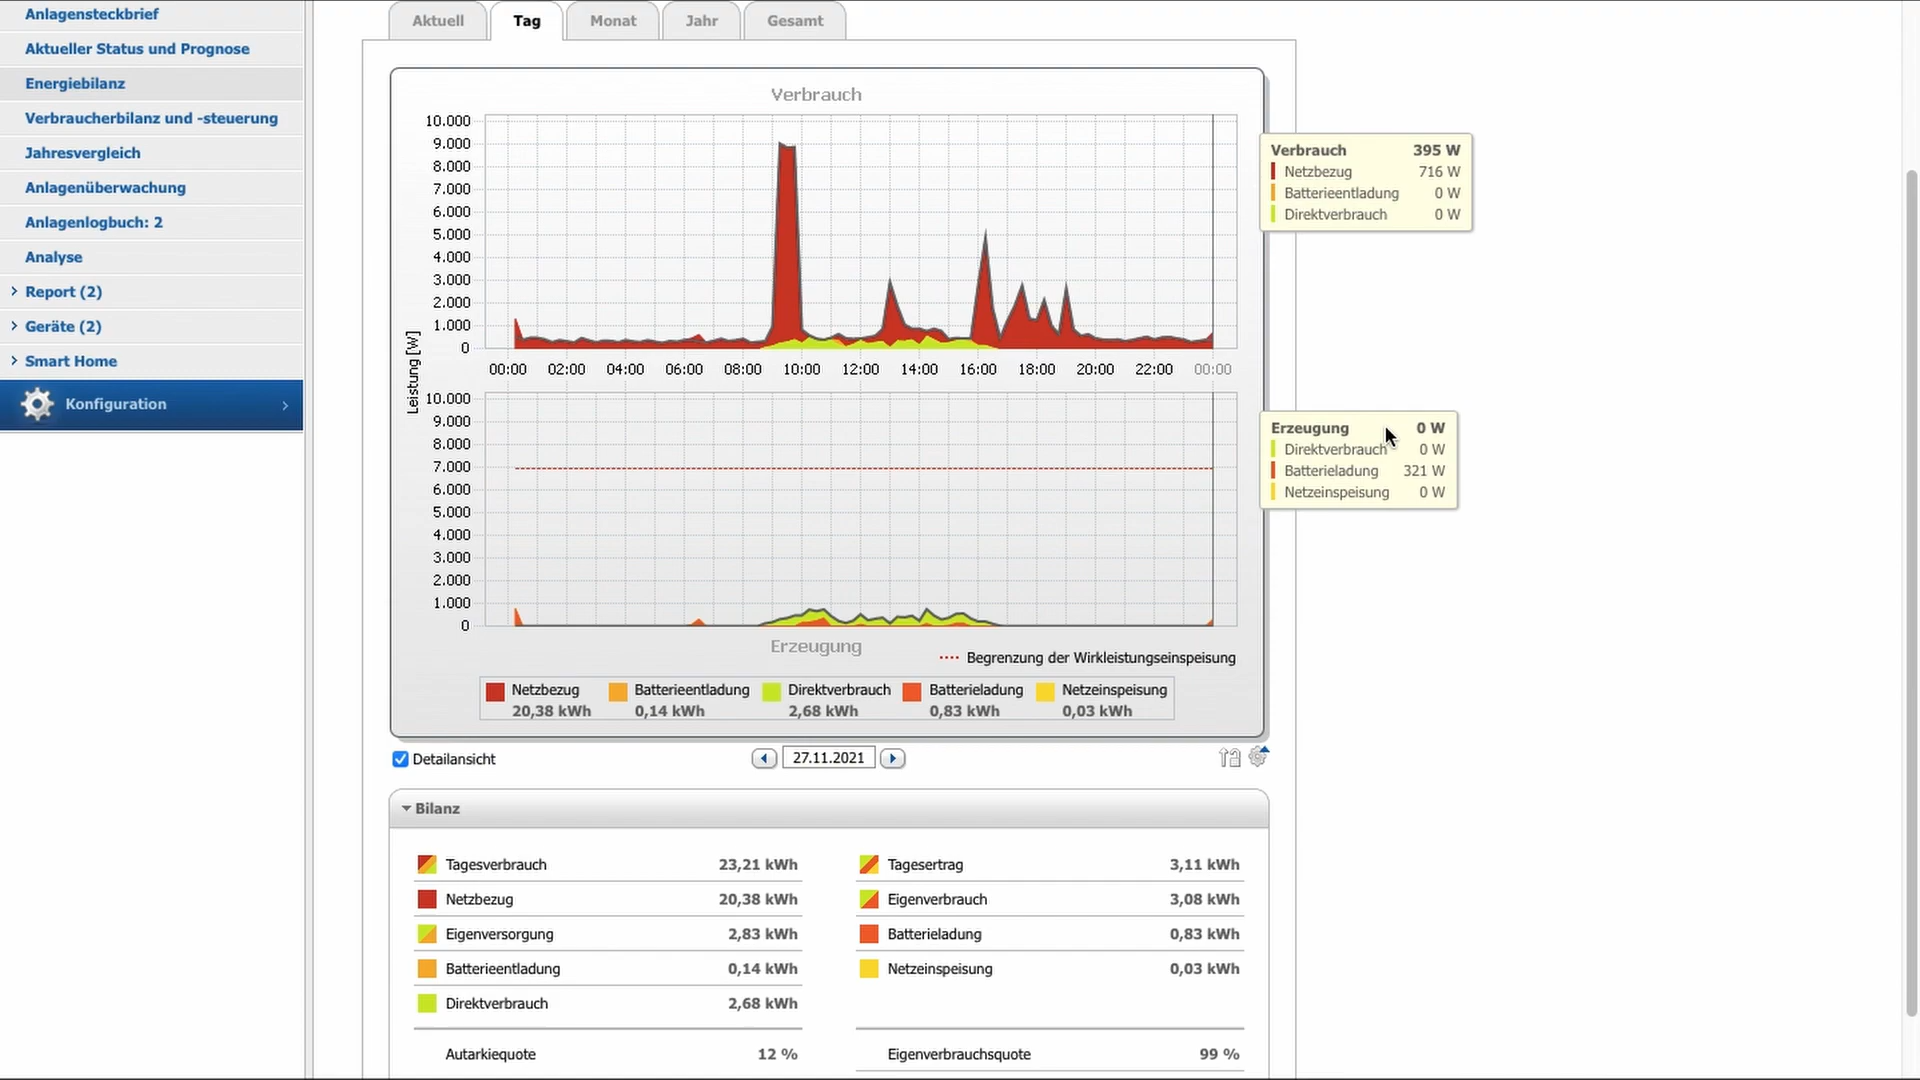 Anlagensteckbrief
Aktueller Status und Prognose
Energiebilanz
Verbraucherbilanz und -steuerung
Jahresvergleich
Anlagenüberwachung
Anlagenlogbuch: 2
Analyse
Report (2)
Geräte (2)
Smart Home
Konfiguration
Aktuell Tag Monat Jahr Gesamt
Verbrauch
10.000
9.000
8.000
7.000
6.000
5.000
4.000
3.000
2.000
1.000
0
00:00 02:00 04:00 06:00 08:00 10:00 12:00 14:00 16:00 18:00 20:00 22:00 00:00
Leistung [W]
10.000
9.000
8.000
7.000
6.000
5.000
4.000
3.000
2.000
1.000
0
Erzeugung
Verbrauch 395 W
Netzbezug 716 W
Batterieentladung 0 W
Direktverbrauch 0 W
Erzeugung 0 W
Direktverbrauch 0 W
Batterieladung 321 W
Netzeinspeisung 0 W
Begrenzung der Wirkleistungseinspeisung
Netzbezug Batterieentladung Direktverbrauch Batterieladung Netzeinspeisung
20,38 kWh 0,14 kWh 2,68 kWh 0,83 kWh 0,03 kWh
Detailansicht
27.11.2021
Bilanz
Tagesverbrauch 23,21 kWh
Netzbezug 20,38 kWh
Eigenversorgung 2,83 kWh
Batterieentladung 0,14 kWh
Direktverbrauch 2,68 kWh
Autarkiequote 12 %
Tagesertrag 3,11 kWh
Eigenverbrauch 3,08 kWh
Batterieladung 0,83 kWh
Netzeinspeisung 0,03 kWh
Eigenverbrauchsquote 99 %